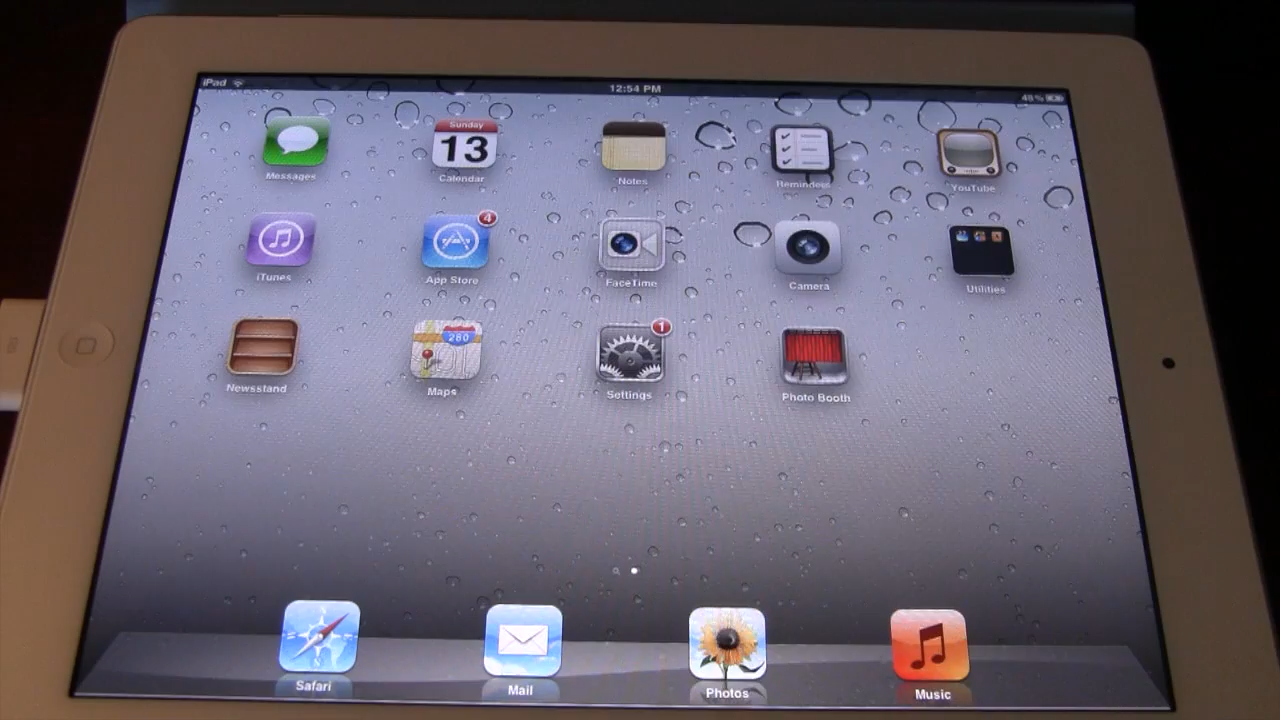 iPad 12:54 PM 48%
Sunday
13
Messages Calendar Notes Reminders YouTube
4
iTunes App Store FaceTime Camera Utilities
280 1
Newsstand Maps Settings Photo Booth
Safari Mail Photos Music